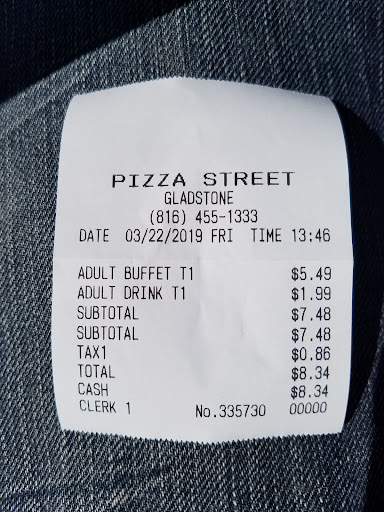 PIZZA STREET
GLADSTONE
(816) 455-1333
DATE 03/22/2019 FRI TIME 13:46
ADULT BUFFET T1 $5.49
ADULT DRINK T1 $1.99
SUBTOTAL $7.48
SUBTOTAL $7.48
TAX1 $0.86
TOTAL $8.34
CASH $8.34
CLERK 1 No.335730 00000